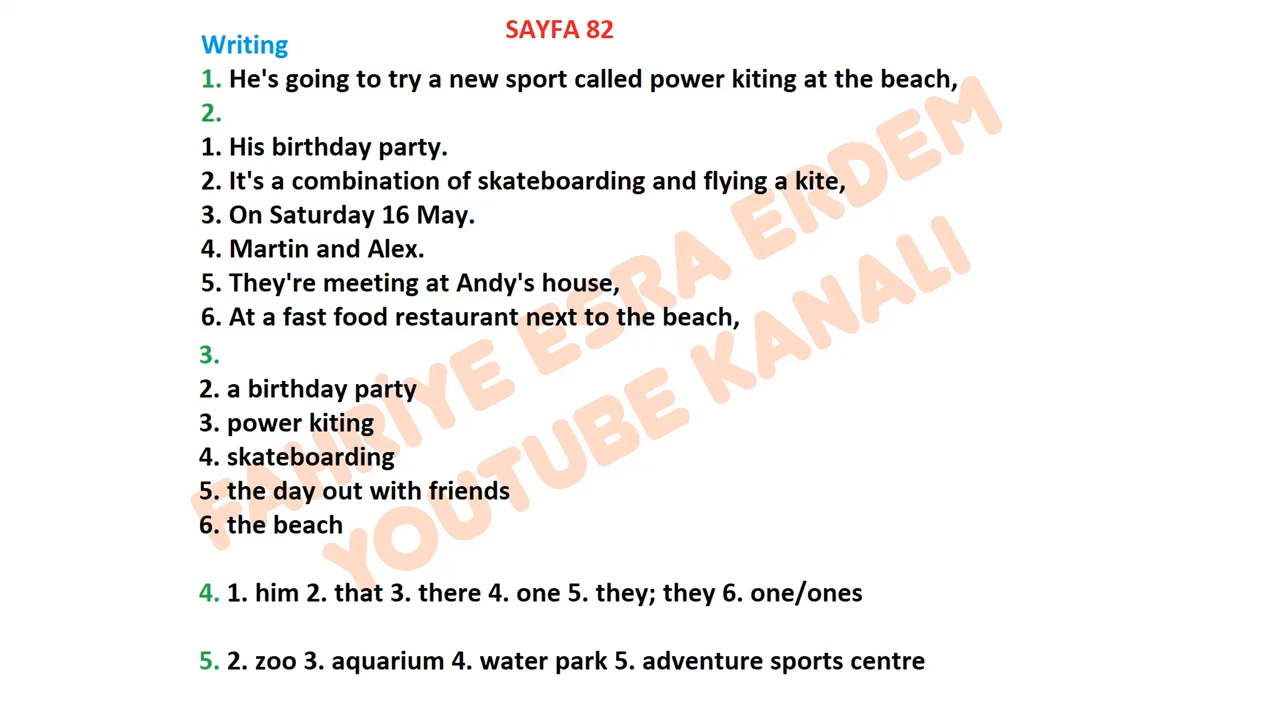 SAYFA 82
Writing
1. He's going to try a new sport called power kiting at the beach,
2.
1. His birthday party.
2. It's a combination of skateboarding and flying a kite,
3. On Saturday 16 May.
4. Martin and Alex.
5. They're meeting at Andy's house,
6. At a fast food restaurant next to the beach,
3.
2. a birthday party
3. power kiting
4. skateboarding
5. the day out with friends
6. the beach
4. 1. him 2. that 3. there 4. one 5. they; they 6. one/ones
5. 2. zoo 3. aquarium 4. water park 5. adventure sports centre
FAHRİYE ESRA ERDEM
YOUTUBE KANALI